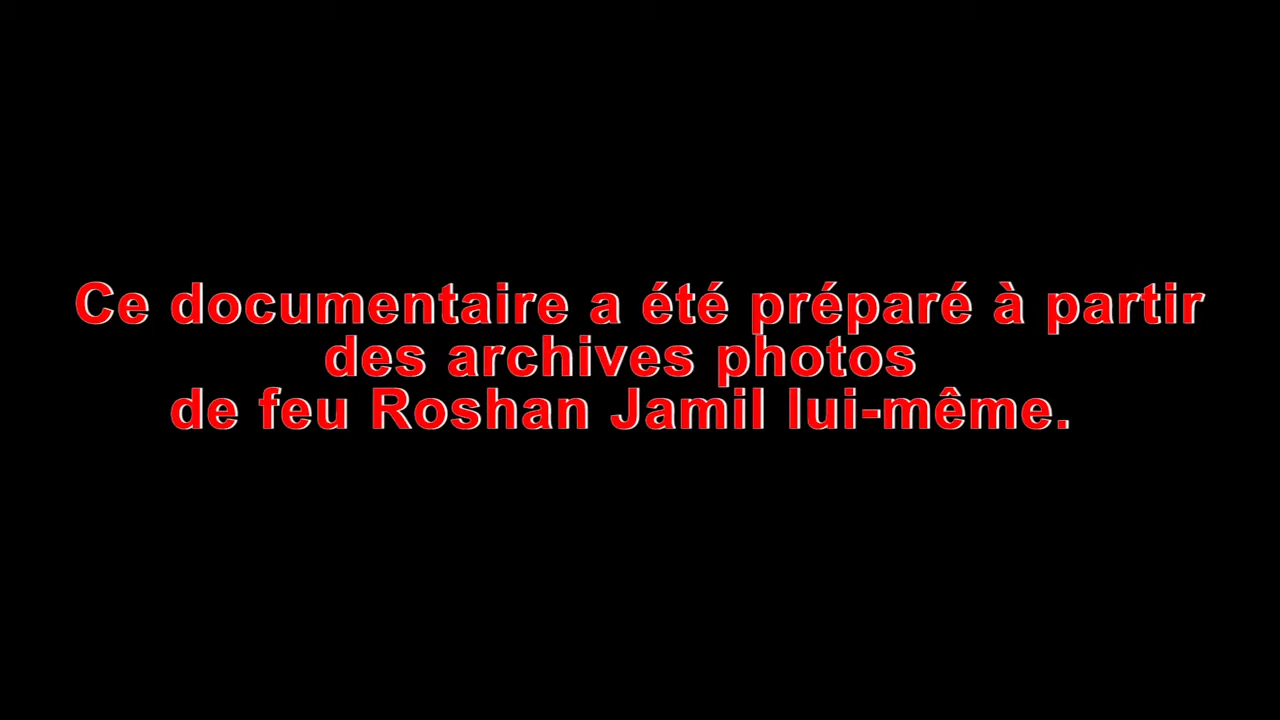 Ce documentaire a été préparé à partir
des archives photos
de feu Roshan Jamil lui-même.